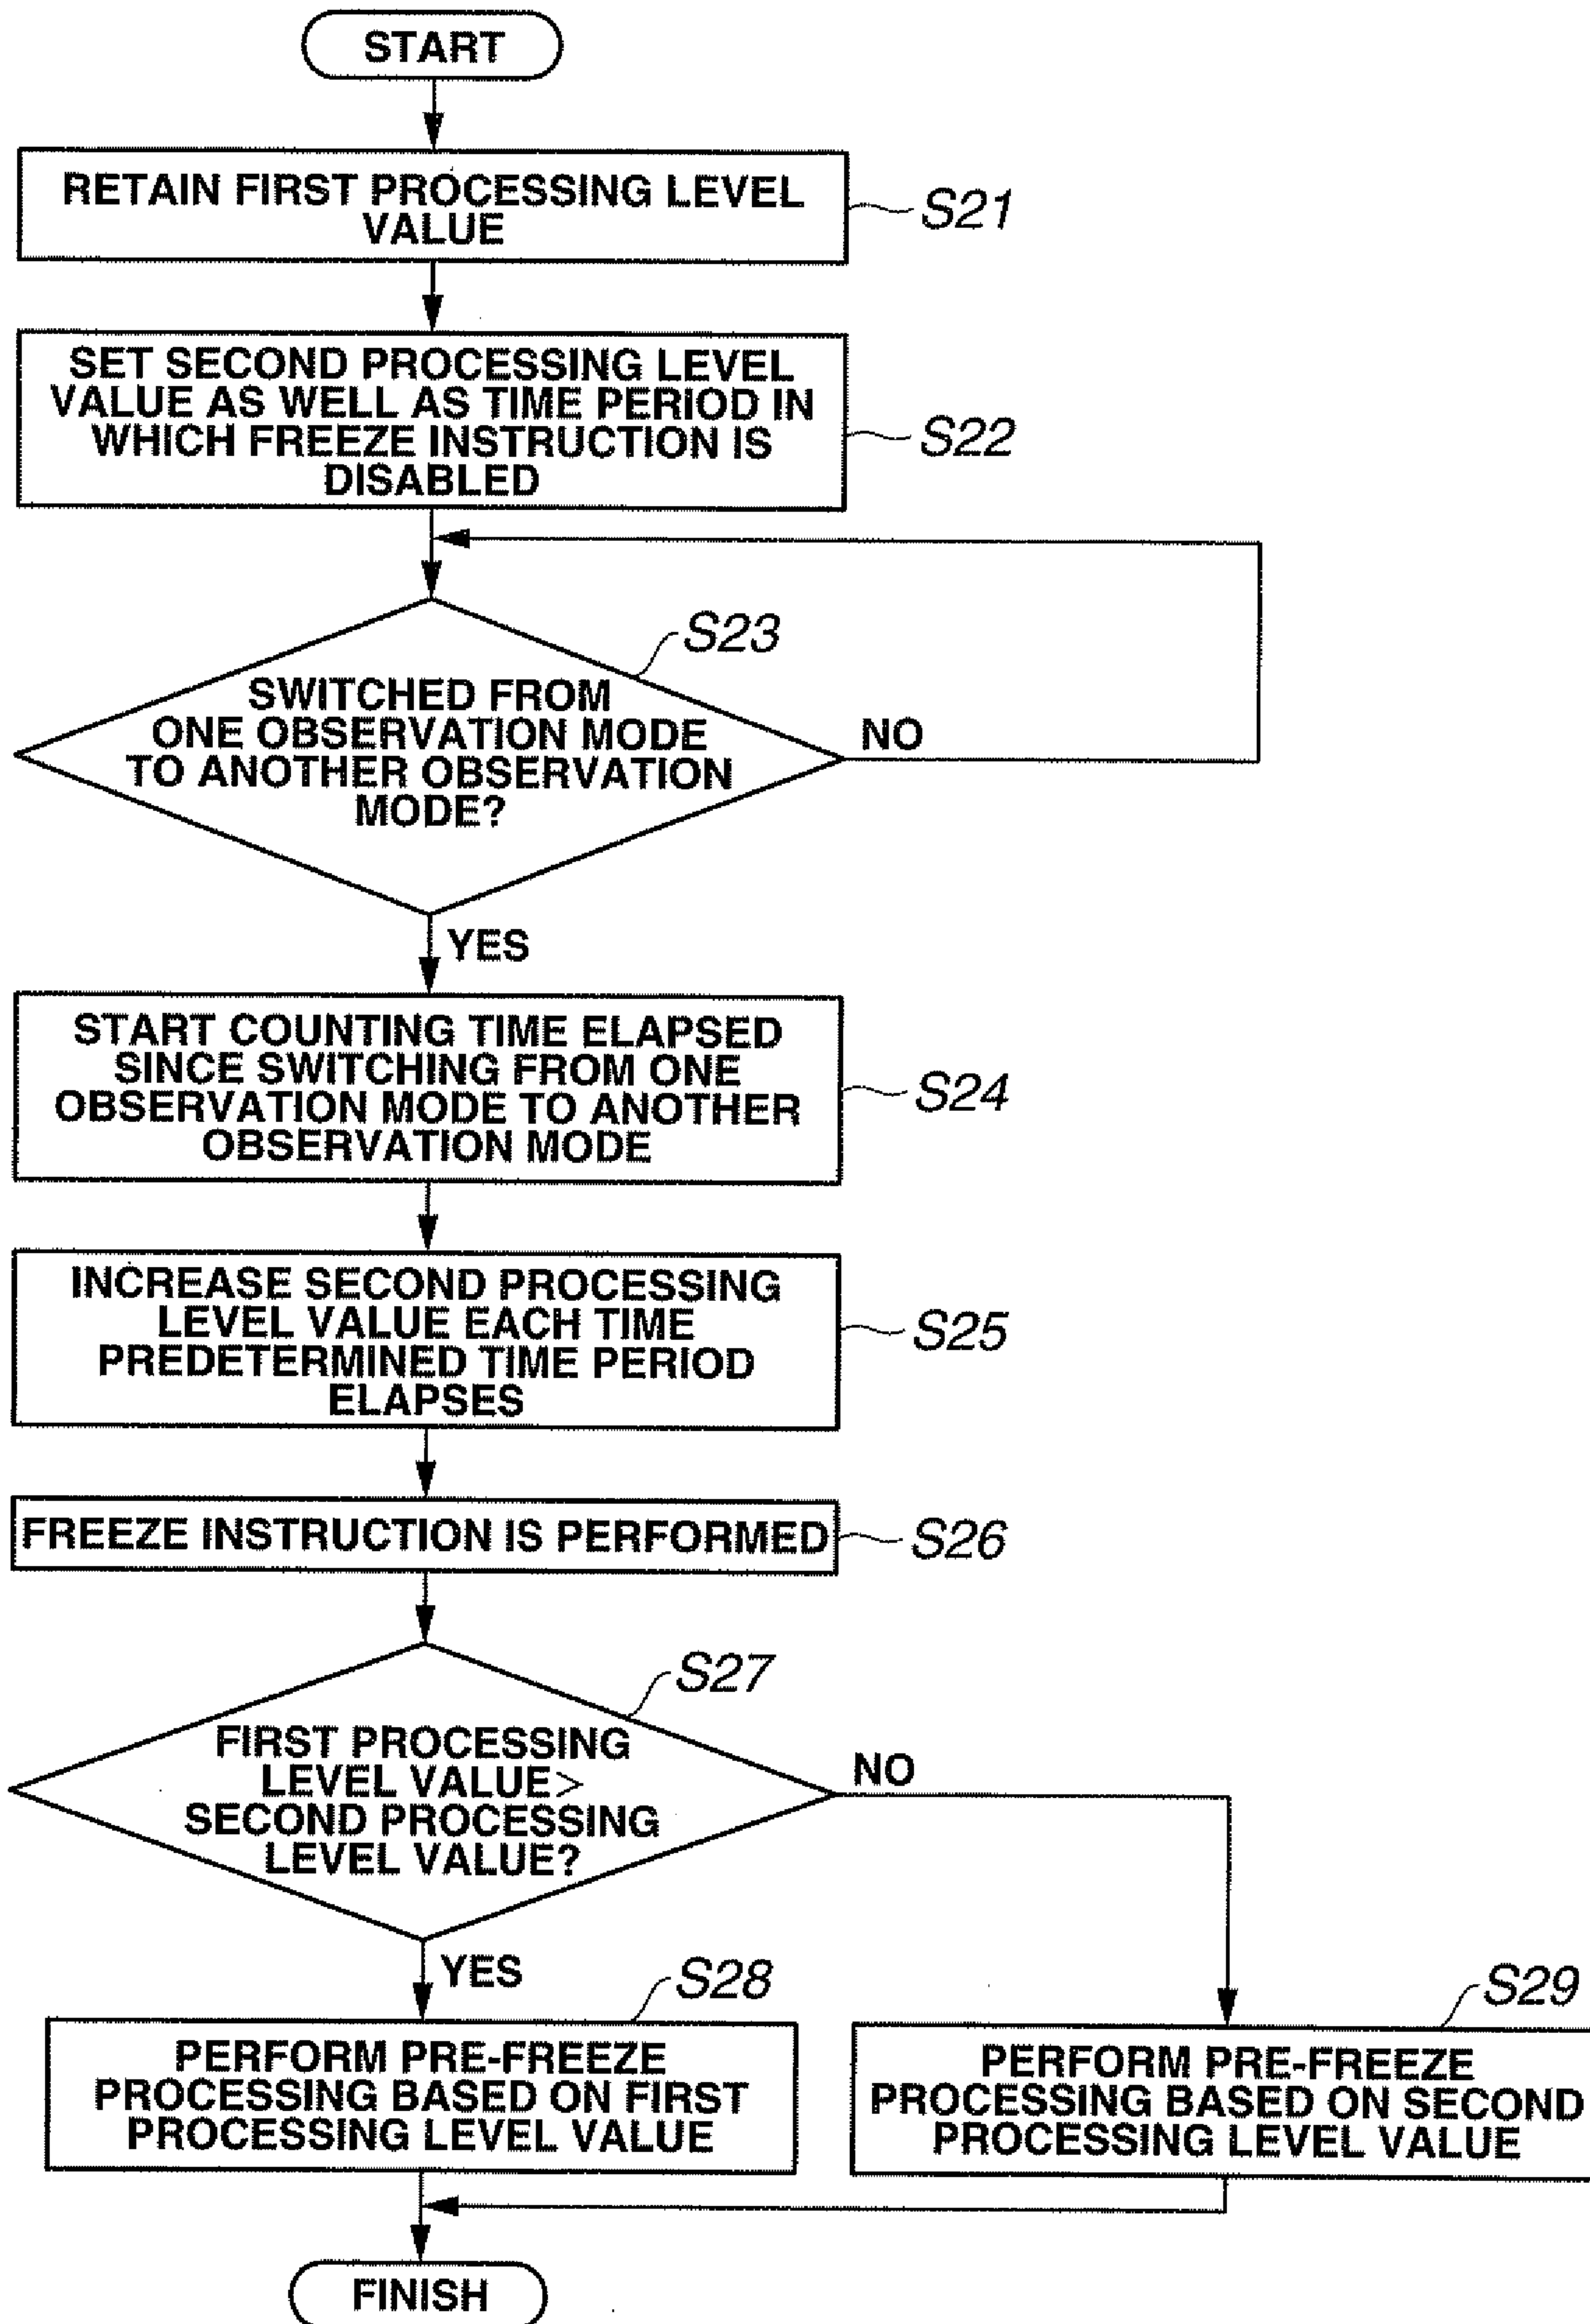 START
RETAIN FIRST PROCESSING LEVEL
VALUE
S21
SET SECOND PROCESSING LEVEL
VALUE AS WELL AS TIME PERIOD IN
WHICH FREEZE INSTRUCTION IS
DISABLED
S22
S23
SWITCHED FROM
ONE OBSERVATION MODE
TO ANOTHER OBSERVATION
MODE?
NO
YES
START COUNTING TIME ELAPSED
SINCE SWITCHING FROM ONE
OBSERVATION MODE TO ANOTHER
OBSERVATION MODE
S24
INCREASE SECOND PROCESSING
LEVEL VALUE EACH TIME
PREDETERMINED TIME PERIOD
ELAPSES
S25
FREEZE INSTRUCTION IS PERFORMED
S26
S27
FIRST PROCESSING
LEVEL VALUE>
SECOND PROCESSING
LEVEL VALUE?
NO
YES
S28
PERFORM PRE-FREEZE
PROCESSING BASED ON FIRST
PROCESSING LEVEL VALUE
S29
PERFORM PRE-FREEZE
PROCESSING BASED ON SECOND
PROCESSING LEVEL VALUE
FINISH